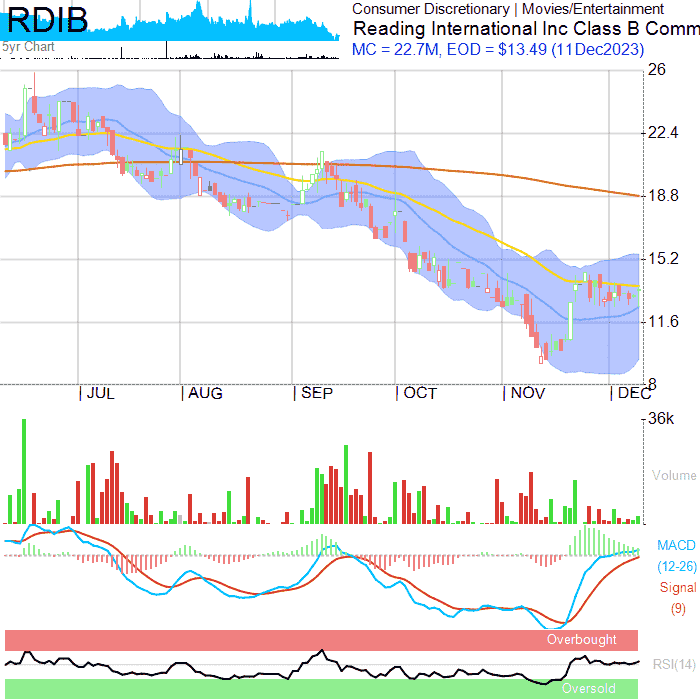 RDIB
5yr Chart
Consumer Discretionary | Movies/Entertainment
Reading International Inc Class B Comm
MC = 22.7M, EOD = $13.49 (11Dec2023)
26
22.4
18.8
15.2
11.6
8
JUL
AUG
SEP
OCT
NOV
DEC
36k
Volume
MACD
(12-26)
Signal
(9)
Overbought
RSI(14)
Oversold